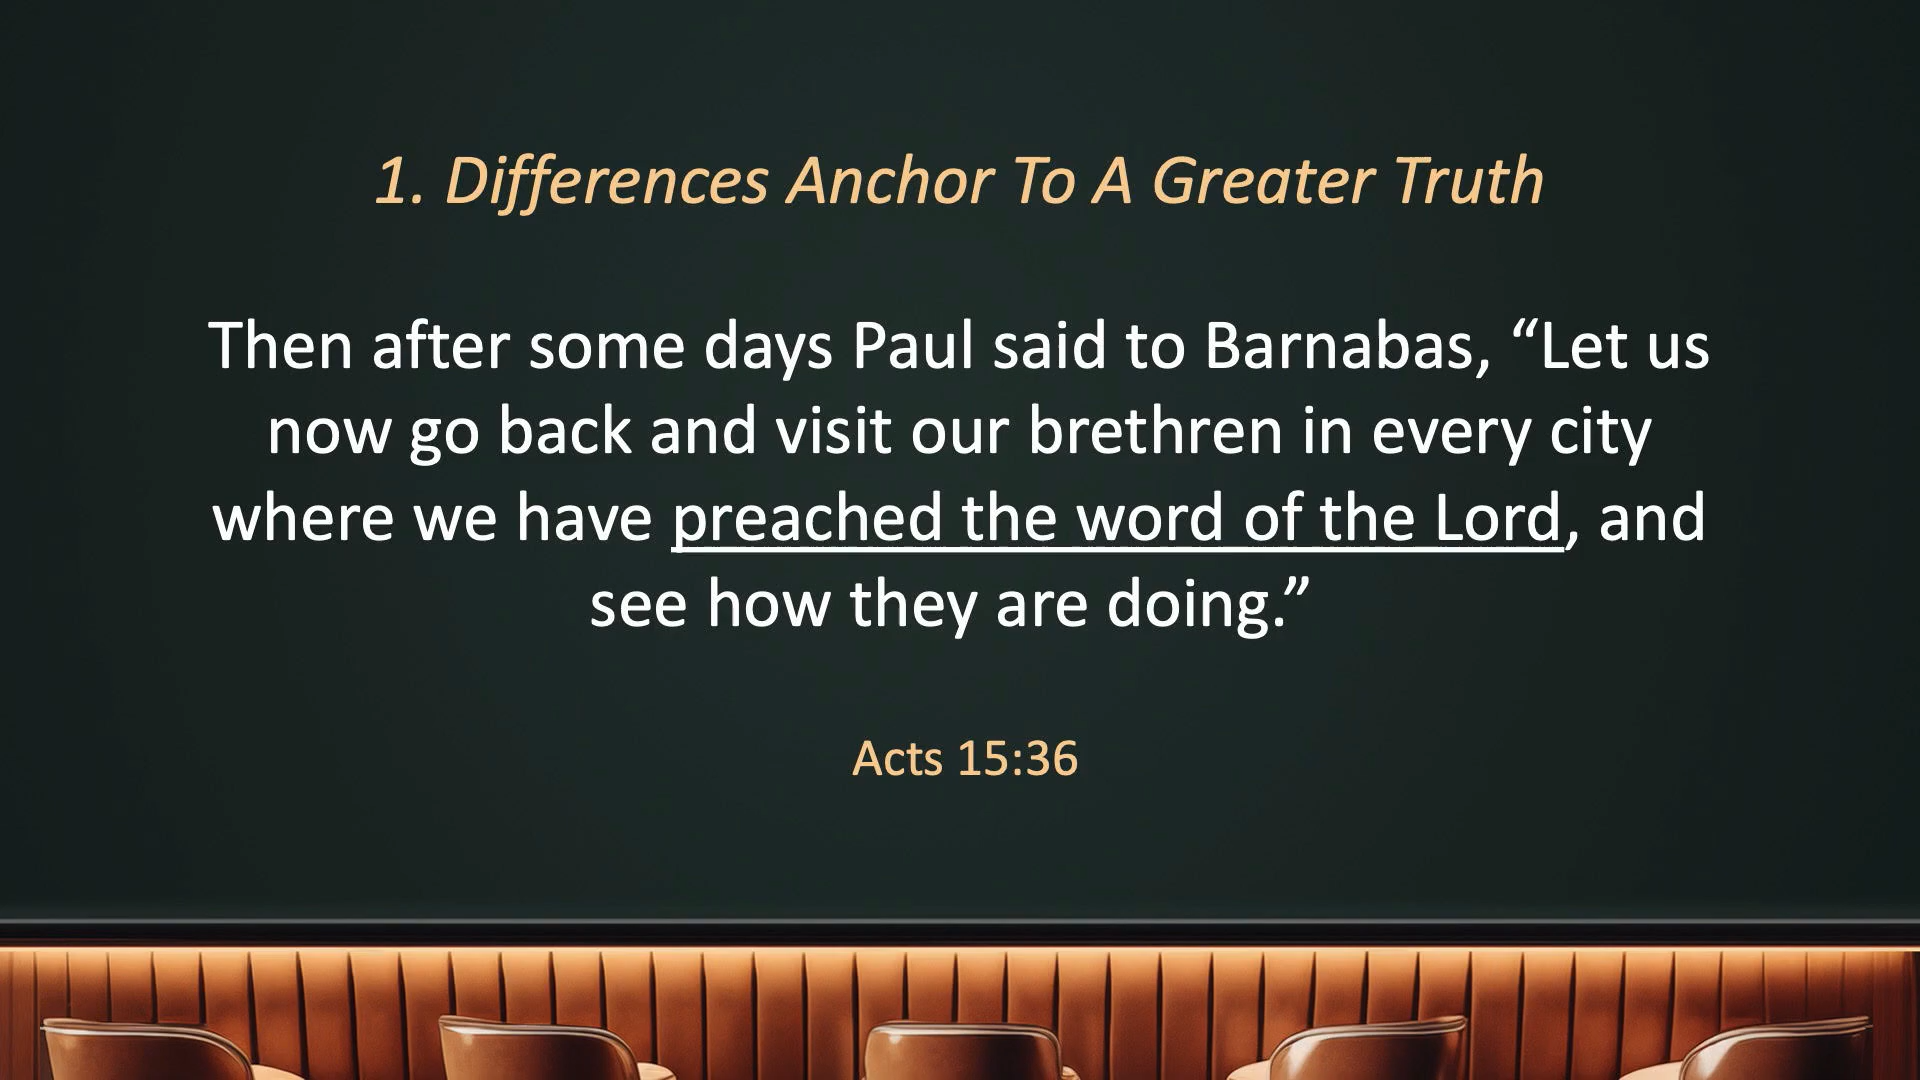 1. Differences Anchor To A Greater Truth
Then after some days Paul said to Barnabas, “Let us
now go back and visit our brethren in every city
where we have preached the word of the Lord, and
see how they are doing.”
Acts 15:36